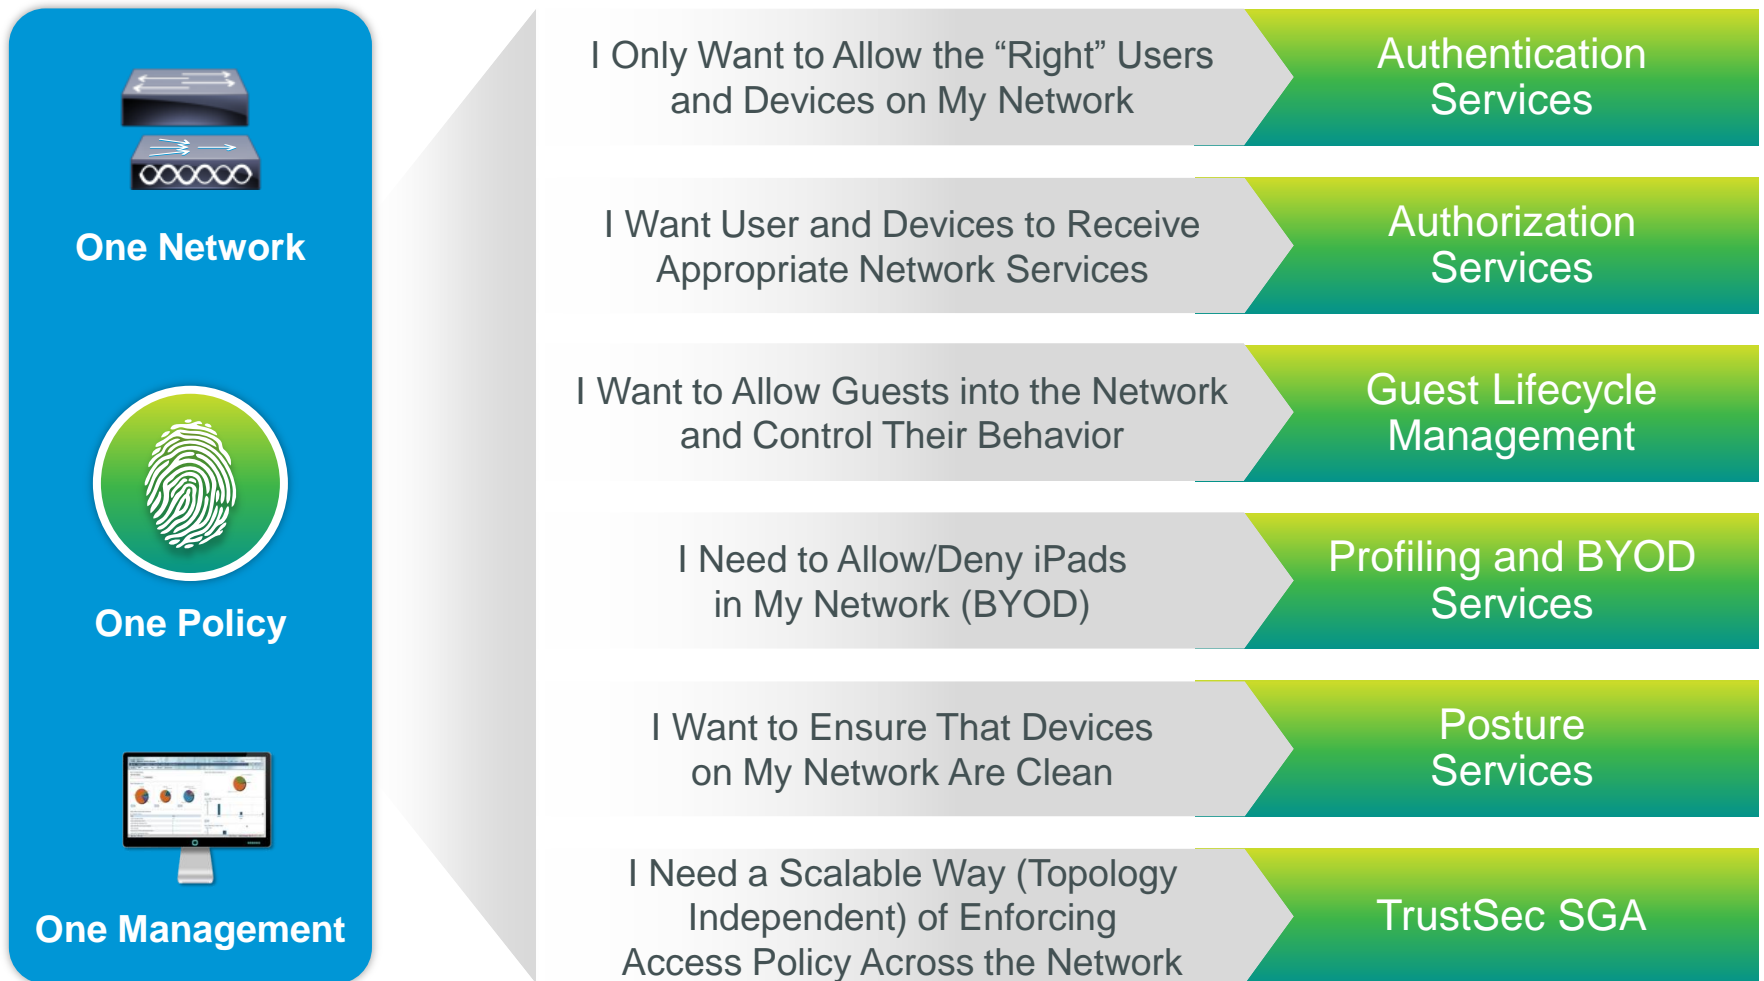 One Network
One Policy
One Management
I Only Want to Allow the “Right” Users
and Devices on My Network
Authentication
Services
I Want User and Devices to Receive
Appropriate Network Services
Authorization
Services
I Want to Allow Guests into the Network
and Control Their Behavior
Guest Lifecycle
Management
I Need to Allow/Deny iPads
in My Network (BYOD)
Profiling and BYOD
Services
I Want to Ensure That Devices
on My Network Are Clean
Posture
Services
I Need a Scalable Way (Topology
Independent) of Enforcing
Access Policy Across the Network
TrustSec SGA